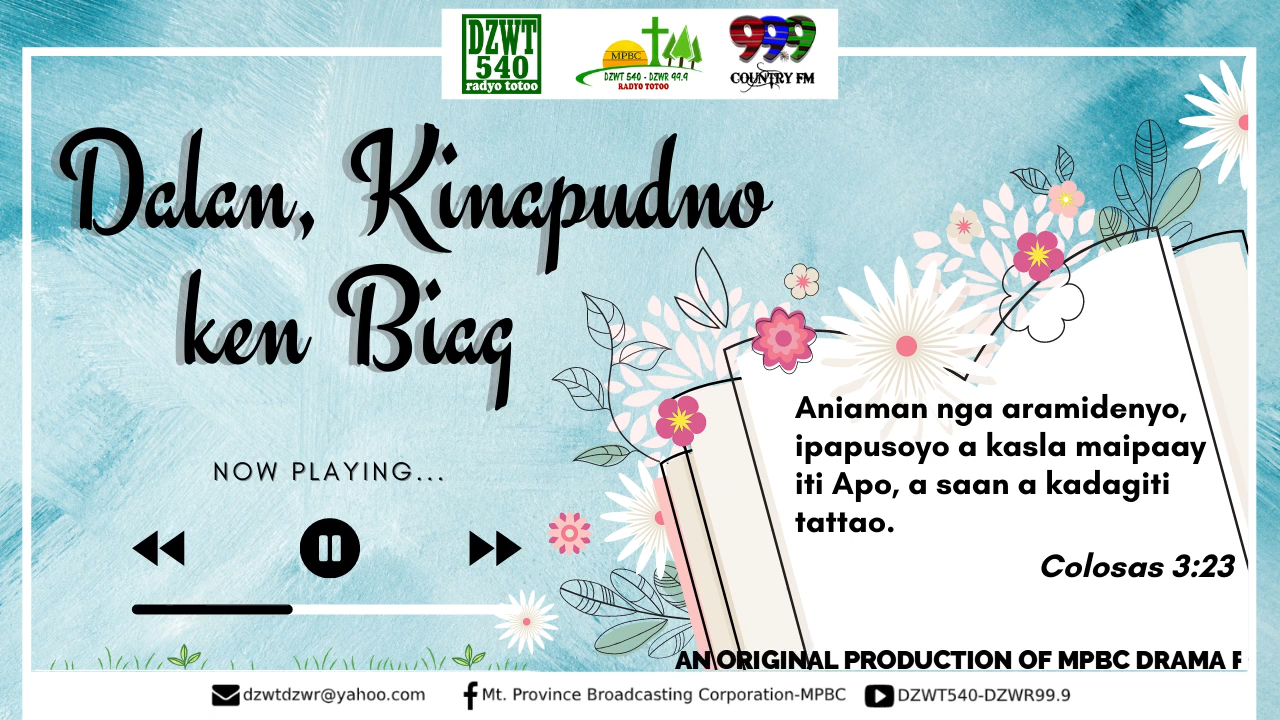 DZWT
540
radyo totoo
MPBC
DZWT 540 - DZWR 99.9
RADYO TOTOO
999
COUNTRY FM
Dalan, Kinapudno
ken Biag
NOW PLAYING...
Aniaman nga aramidenyo,
ipapusoyo a kasla maipaay
iti Apo, a saan a kadagiti
tattao.
Colosas 3:23
AN ORIGINAL PRODUCTION OF MPBC DRAMA
dzwtdzwr@yahoo.com
Mt. Province Broadcasting Corporation-MPBC
DZWT540-DZWR99.9